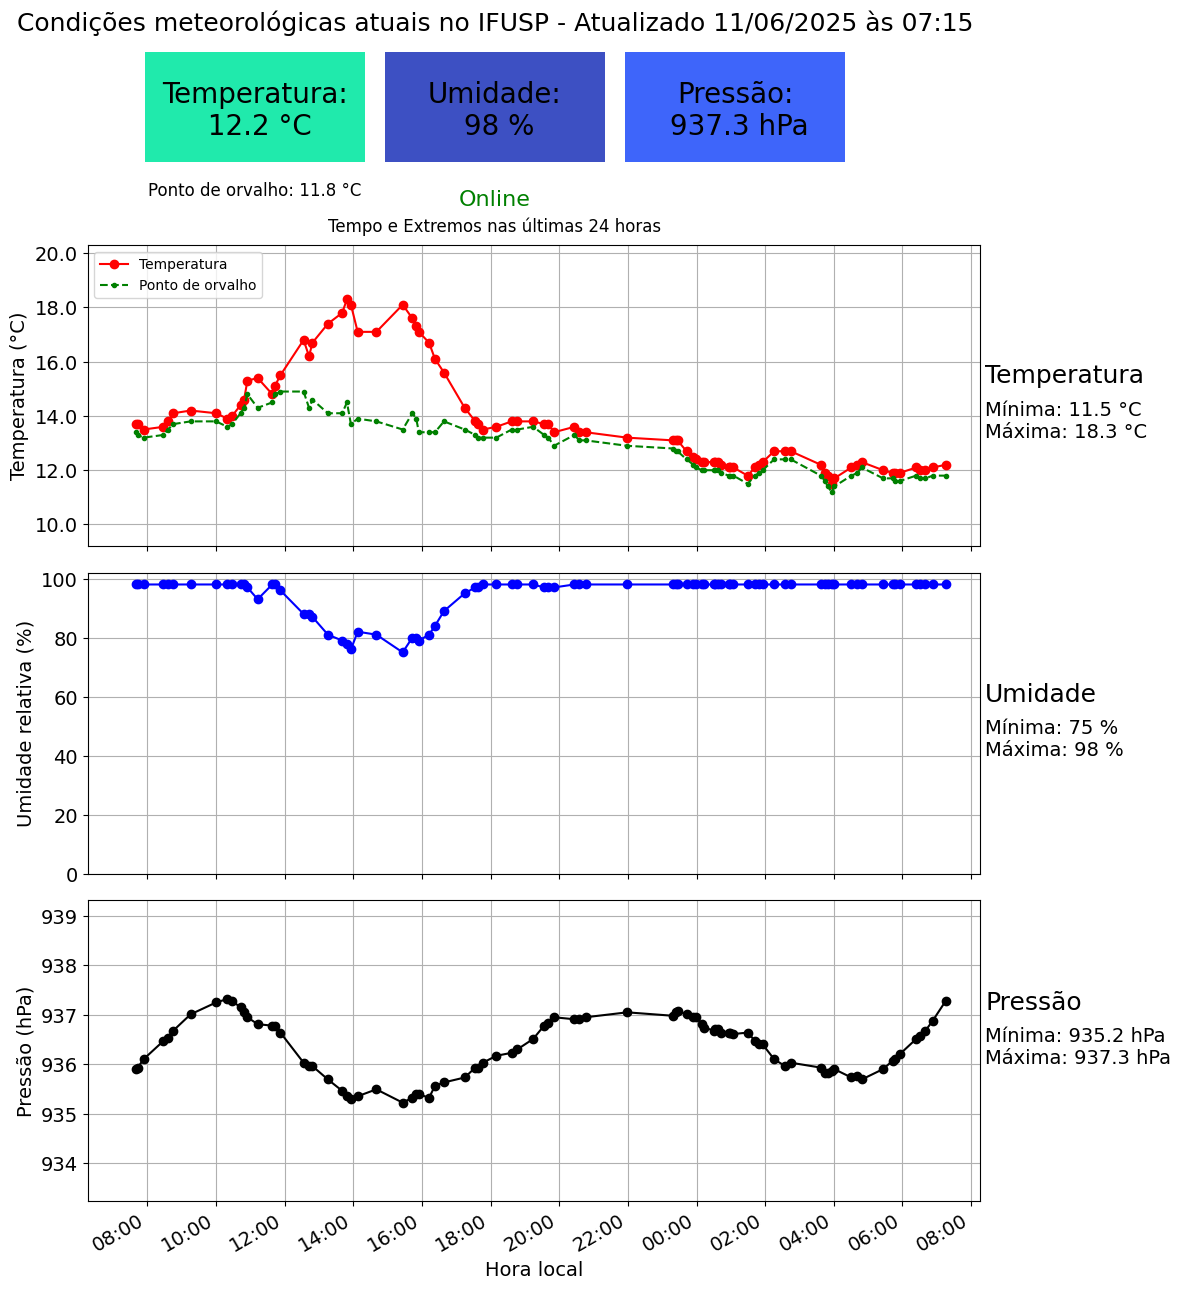 Condições meteorológicas atuais no IFUSP - Atualizado 11/06/2025 às 07:15
Temperatura:
12.2 °C
Umidade:
98 %
Pressão:
937.3 hPa
Ponto de orvalho: 11.8 °C
Online
Tempo e Extremos nas últimas 24 horas
Temperatura (°C)
20.0
18.0
16.0
14.0
12.0
10.0
Temperatura
Ponto de orvalho
Temperatura
Mínima: 11.5 °C
Máxima: 18.3 °C
Umidade relativa (%)
100
80
60
40
20
0
Umidade
Mínima: 75 %
Máxima: 98 %
Pressão (hPa)
939
938
937
936
935
934
Pressão
Mínima: 935.2 hPa
Máxima: 937.3 hPa
08:00 10:00 12:00 14:00 16:00 18:00 20:00 22:00 00:00 02:00 04:00 06:00 08:00
Hora local